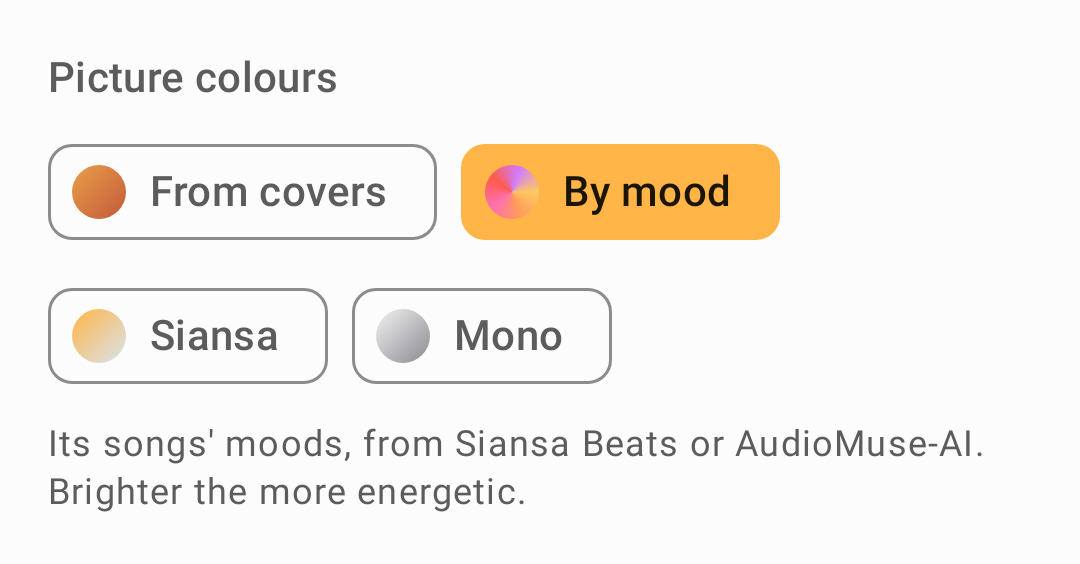 Picture colours
From covers
By mood
Siansa
Mono
Its songs' moods, from Siansa Beats or AudioMuse-AI.
Brighter the more energetic.